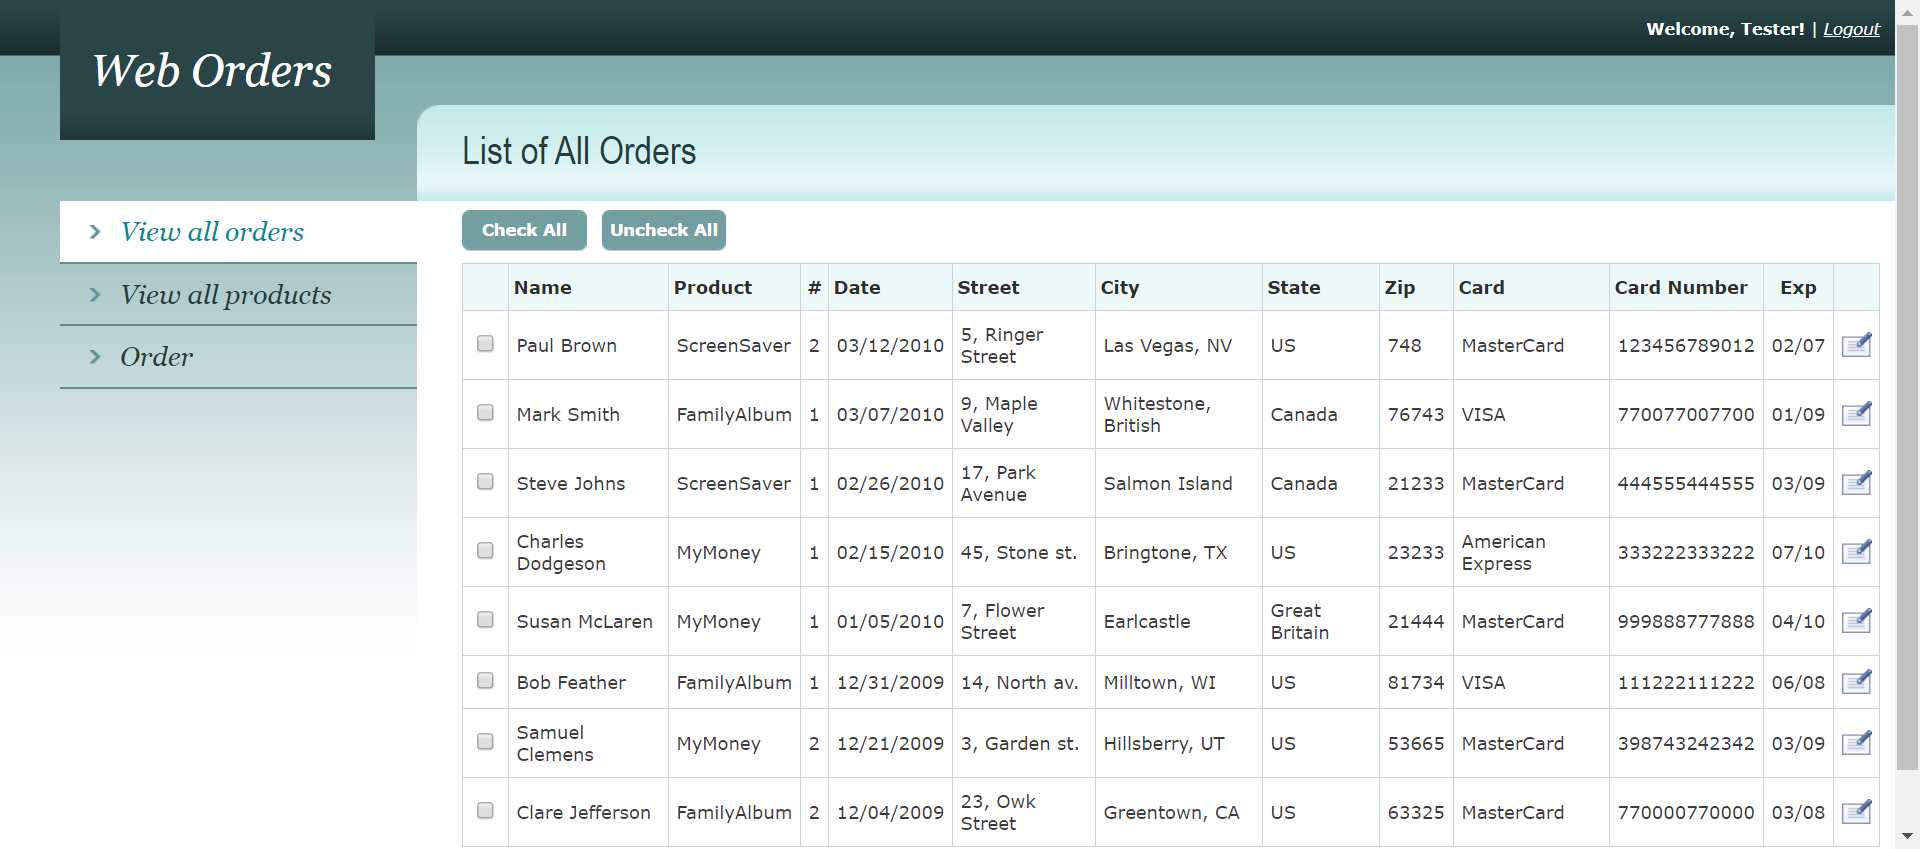 Welcome, Tester! | Logout
Web Orders
List of All Orders
View all orders
View all products
Order
Check All Uncheck All
Name Product # Date Street City State Zip Card Card Number Exp
Paul Brown ScreenSaver 2 03/12/2010 5, Ringer Street Las Vegas, NV US 748 MasterCard 123456789012 02/07
Mark Smith FamilyAlbum 1 03/07/2010 9, Maple Valley Whitestone, British Canada 76743 VISA 770077007700 01/09
Steve Johns ScreenSaver 1 02/26/2010 17, Park Avenue Salmon Island Canada 21233 MasterCard 444555444555 03/09
Charles Dodgeson MyMoney 1 02/15/2010 45, Stone st. Bringtone, TX US 23233 American Express 333222333222 07/10
Susan McLaren MyMoney 1 01/05/2010 7, Flower Street Earlcastle Great Britain 21444 MasterCard 999888777888 04/10
Bob Feather FamilyAlbum 1 12/31/2009 14, North av. Milltown, WI US 81734 VISA 111222111222 06/08
Samuel Clemens MyMoney 2 12/21/2009 3, Garden st. Hillsberry, UT US 53665 MasterCard 398743242342 03/09
Clare Jefferson FamilyAlbum 2 12/04/2009 23, Owk Street Greentown, CA US 63325 MasterCard 770000770000 03/08